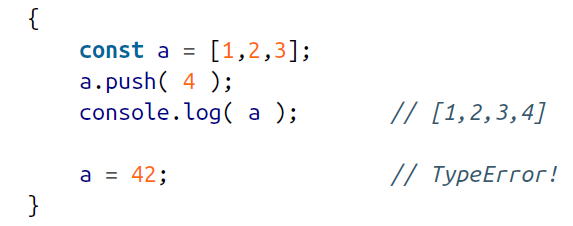 {
    const a = [1,2,3];
    a.push( 4 );
    console.log( a );       // [1,2,3,4]

    a = 42;                 // TypeError!
}